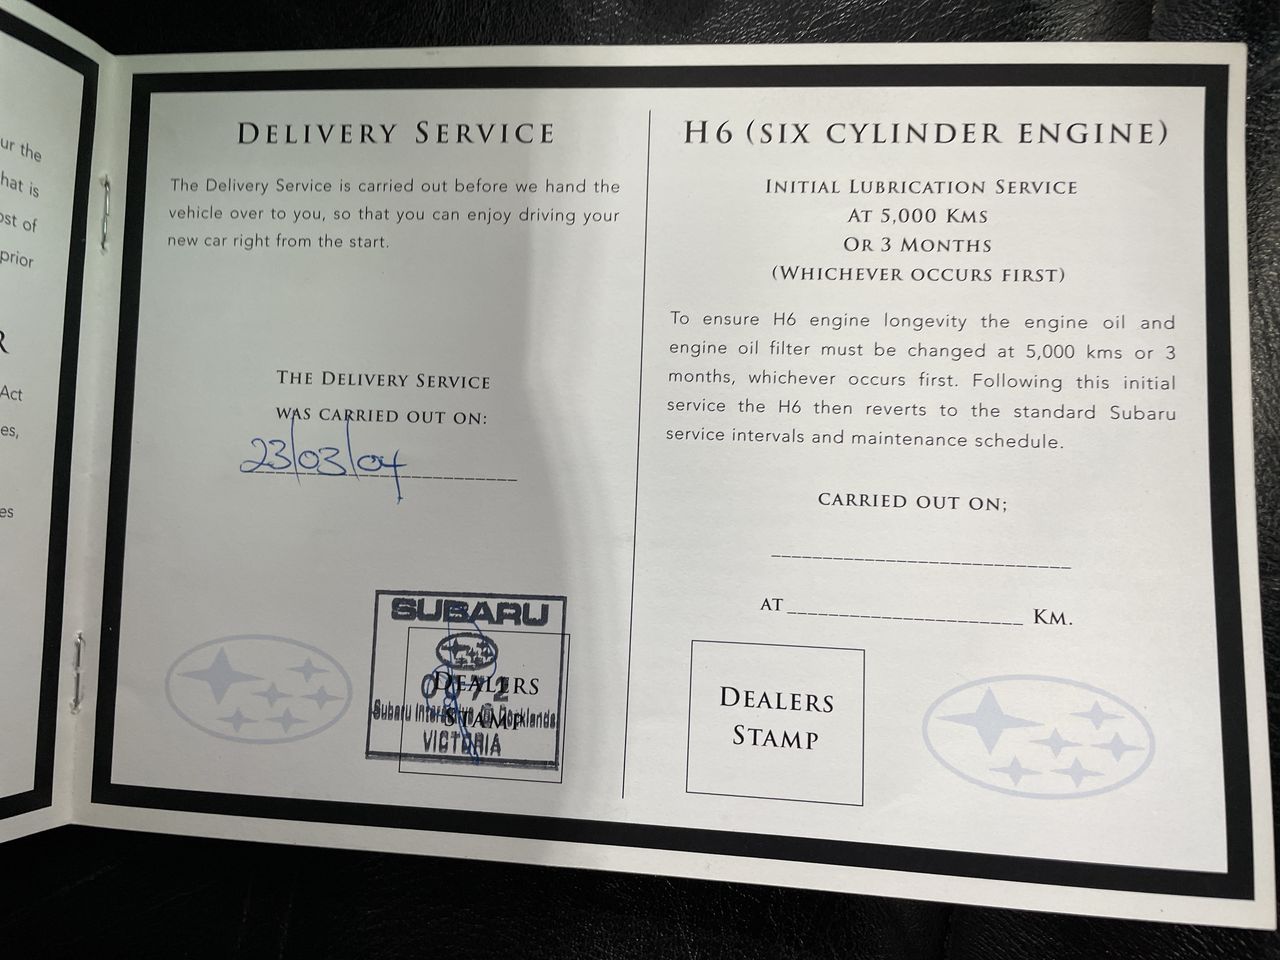 ur the
hat is
ost of
prior
R
Act
es,
es
DELIVERY SERVICE
The Delivery Service is carried out before we hand the
vehicle over to you, so that you can enjoy driving your
new car right from the start.
THE DELIVERY SERVICE
WAS CARRIED OUT ON:
23/03/04
SUBARU
DEALERS
STAMP
Subaru
Docklands
VICTORIA
H6 (SIX CYLINDER ENGINE)
INITIAL LUBRICATION SERVICE
AT 5,000 KMS
OR 3 MONTHS
(WHICHEVER OCCURS FIRST)
To ensure H6 engine longevity the engine oil and
engine oil filter must be changed at 5,000 kms or 3
months, whichever occurs first. Following this initial
service the H6 then reverts to the standard Subaru
service intervals and maintenance schedule.
CARRIED OUT ON;
AT ______________________ KM.
DEALERS
STAMP